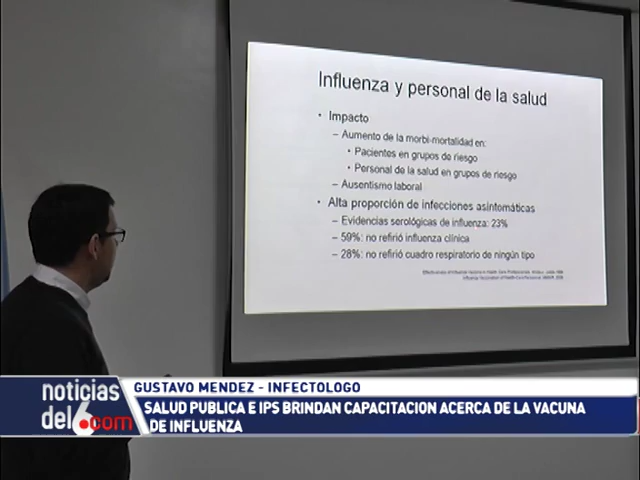 Influenza y personal de la salud
• Impacto
– Aumento de la morbi-mortalidad en:
• Pacientes en grupos de riesgo
• Personal de la salud en grupos de riesgo
– Ausentismo laboral
• Alta proporción de infecciones asintomáticas
– Evidencias serológicas de influenza: 23%
– 59%: no refirió influenza clínica
– 28%: no refirió cuadro respiratorio de ningún tipo
noticias
del6.com
GUSTAVO MENDEZ - INFECTOLOGO
SALUD PUBLICA E IPS BRINDAN CAPACITACION ACERCA DE LA VACUNA
DE INFLUENZA